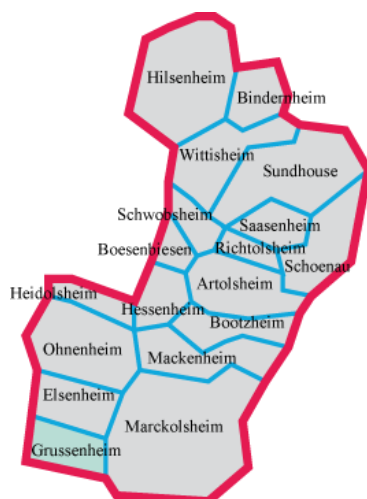 Hilsenheim
Bindernheim
Wittisheim
Sundhouse
Schwobsheim
Saasenheim
Boesenbiesen
Richtolsheim
Schoenau
Artolsheim
Heidolsheim
Hessenheim
Bootzheim
Ohnenheim
Mackenheim
Elsenheim
Marckolsheim
Grussenheim